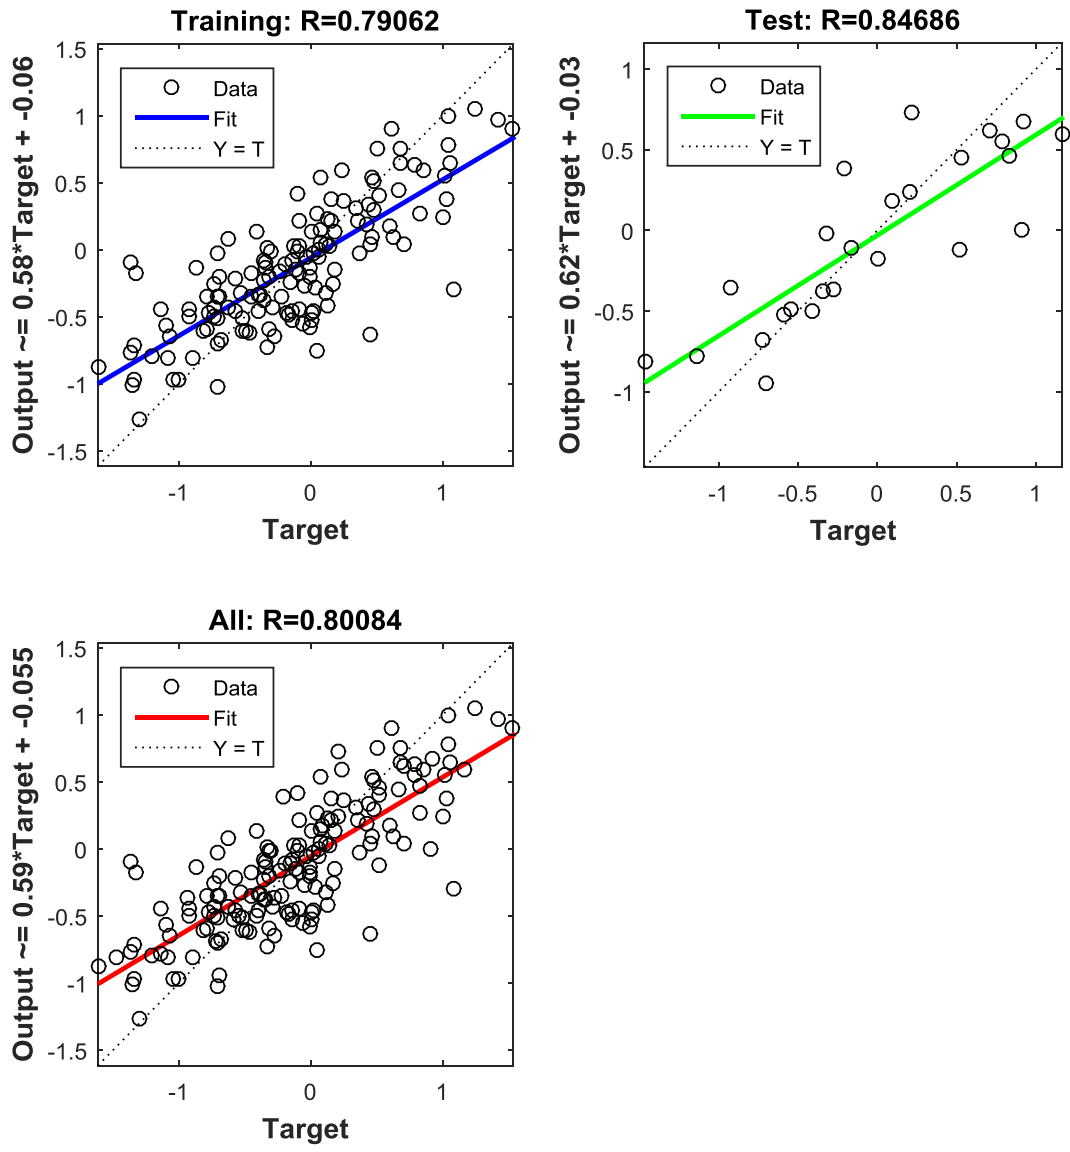 Training: R=0.79062
Output ~= 0.58*Target + -0.06
1.5
1
0.5
0
-0.5
-1
-1.5
Data
Fit
Y = T
-1
0
1
Target
Test: R=0.84686
Output ~= 0.62*Target + -0.03
1
0.5
0
-0.5
-1
Data
Fit
Y = T
-1
-0.5
0
0.5
1
Target
All: R=0.80084
Output ~= 0.59*Target + -0.055
1.5
1
0.5
0
-0.5
-1
-1.5
Data
Fit
Y = T
-1
0
1
Target